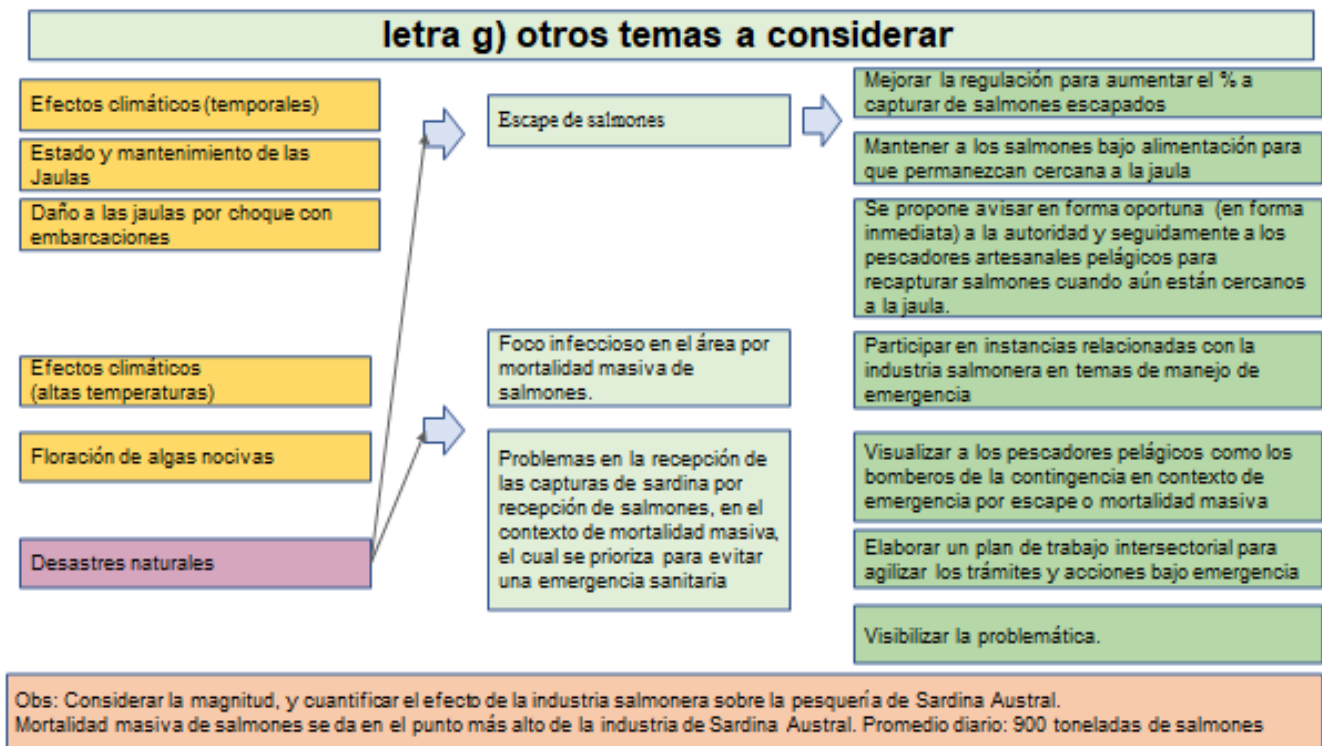 letra g) otros temas a considerar
Efectos climáticos (temporales)
Estado y mantenimiento de las
Jaulas
Daño a las jaulas por choque con
embarcaciones
Efectos climáticos
(altas temperaturas)
Floración de algas nocivas
Desastres naturales
Escape de salmones
Foco infeccioso en el área por
mortalidad masiva de
salmones.
Problemas en la recepción de
las capturas de sardina por
recepción de salmones, en el
contexto de mortalidad masiva,
el cual se prioriza para evitar
una emergencia sanitaria
Mejorar la regulación para aumentar el % a
capturar de salmones escapados
Mantener a los salmones bajo alimentación para
que permanezcan cercana a la jaula
Se propone avisar en forma oportuna (en forma
inmediata) a la autoridad y seguidamente a los
pescadores artesanales pelágicos para
recapturar salmones cuando aún están cercanos
a la jaula.
Participar en instancias relacionadas con la
industria salmonera en temas de manejo de
emergencia
Visualizar a los pescadores pelágicos como los
bomberos de la contingencia en contexto de
emergencia por escape o mortalidad masiva
Elaborar un plan de trabajo intersectorial para
agilizar los trámites y acciones bajo emergencia
Visibilizar la problemática.
Obs: Considerar la magnitud, y cuantificar el efecto de la industria salmonera sobre la pesquería de Sardina Austral.
Mortalidad masiva de salmones se da en el punto más alto de la industria de Sardina Austral. Promedio diario: 900 toneladas de salmones